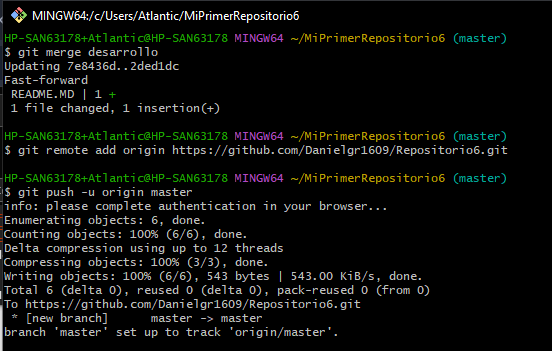 MINGW64:/c/Users/Atlantic/MiPrimerRepositorio6
HP-SAN63178+Atlantic@HP-SAN63178 MINGW64 ~/MiPrimerRepositorio6 (master)
$ git merge desarrollo
Updating 7e8436d..2ded1dc
Fast-forward
 README.MD | 1 +
 1 file changed, 1 insertion(+)
HP-SAN63178+Atlantic@HP-SAN63178 MINGW64 ~/MiPrimerRepositorio6 (master)
$ git remote add origin https://github.com/Danielgr1609/Repositorio6.git
HP-SAN63178+Atlantic@HP-SAN63178 MINGW64 ~/MiPrimerRepositorio6 (master)
$ git push -u origin master
info: please complete authentication in your browser...
Enumerating objects: 6, done.
Counting objects: 100% (6/6), done.
Delta compression using up to 12 threads
Compressing objects: 100% (3/3), done.
Writing objects: 100% (6/6), 543 bytes | 543.00 KiB/s, done.
Total 6 (delta 0), reused 0 (delta 0), pack-reused 0 (from 0)
To https://github.com/Danielgr1609/Repositorio6.git
 * [new branch]      master -> master
branch 'master' set up to track 'origin/master'.